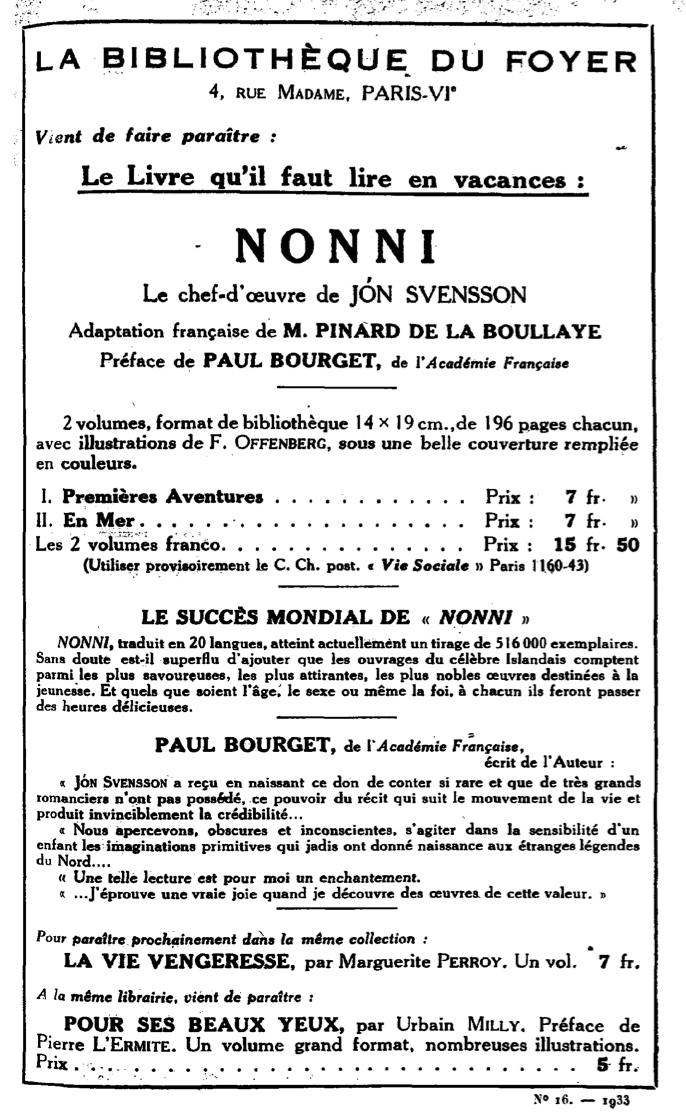 LA BIBLIOTHÈQUE DU FOYER
4, RUE MADAME, PARIS-VIe
Vient de faire paraître :
Le Livre qu'il faut lire en vacances :
NONNI
Le chef-d'œuvre de JÓN SVENSSON
Adaptation française de M. PINARD DE LA BOULLAYE
Préface de PAUL BOURGET, de l'Académie Française
2 volumes, format de bibliothèque 14 × 19 cm., de 196 pages chacun,
avec illustrations de F. OFFENBERG, sous une belle couverture rempliée
en couleurs.
I. Premières Aventures . . . . . . . . . . . . Prix : 7 fr. »
II. En Mer. . . . . . . . . . . . . . . . . . Prix : 7 fr. »
Les 2 volumes franco. . . . . . . . . . . . . . Prix : 15 fr. 50
(Utiliser provisoirement le C. Ch. post. « Vie Sociale » Paris 1160-43)
LE SUCCÈS MONDIAL DE « NONNI »
NONNI, traduit en 20 langues, atteint actuellement un tirage de 516 000 exemplaires.
Sans doute est-il superflu d'ajouter que les ouvrages du célèbre Islandais comptent
parmi les plus savoureuses, les plus attirantes, les plus nobles œuvres destinées à la
jeunesse. Et quels que soient l'âge, le sexe ou même la foi, à chacun ils feront passer
des heures délicieuses.
PAUL BOURGET, de l'Académie Française,
écrit de l'Auteur :
« JÓN SVENSSON a reçu en naissant ce don de conter si rare et que de très grands
romanciers n'ont pas possédé, ce pouvoir du récit qui suit le mouvement de la vie et
produit invinciblement la crédibilité...
« Nous apercevons, obscures et inconscientes, s'agiter dans la sensibilité d'un
enfant les imaginations primitives qui jadis ont donné naissance aux étranges légendes
du Nord....
« Une telle lecture est pour moi un enchantement.
« ...J'éprouve une vraie joie quand je découvre des œuvres de cette valeur. »
Pour paraître prochainement dans la même collection :
LA VIE VENGERESSE, par Marguerite PERROY. Un vol. 7 fr.
A la même librairie, vient de paraître :
POUR SES BEAUX YEUX, par Urbain MILLY. Préface de
Pierre L'ERMITE. Un volume grand format, nombreuses illustrations.
Prix . . . . . . . . . . . . . . . . . . . . . . . . . . 5 fr.
No 16. — 1933